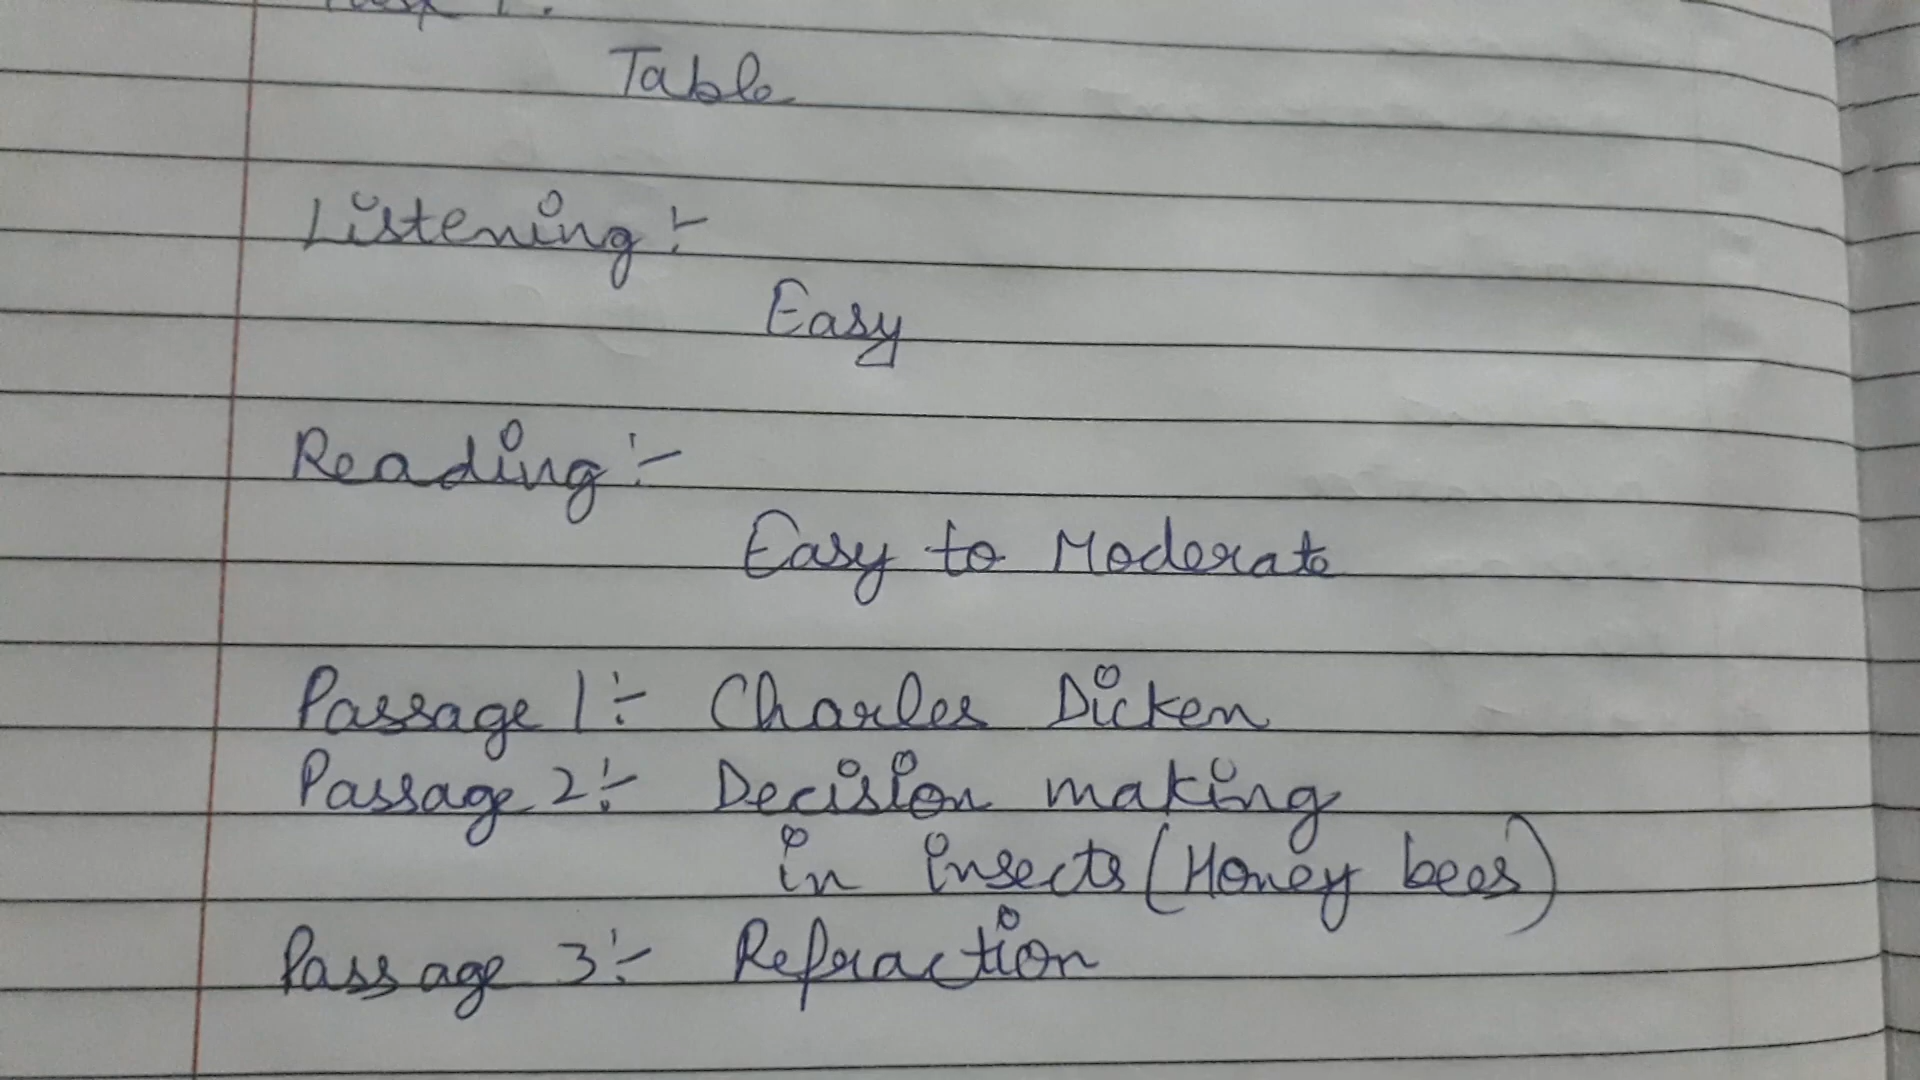 Table
Listening :-
Easy
Reading :-
Easy to Moderate
Passage 1 :- Charles Dicken
Passage 2 :- Decision making
in insects (Honey bees)
Passage 3 :- Refraction